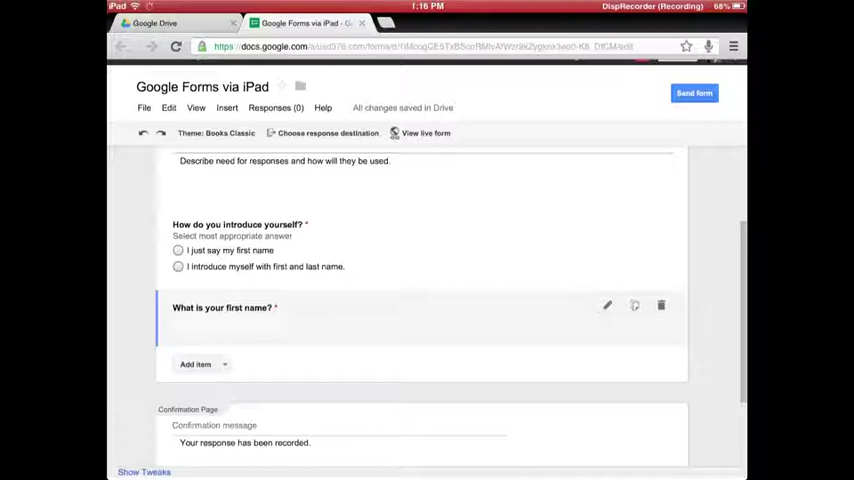 iPad 1:16 PM DispRecorder (Recording) 68%
Google Drive × Google Forms via iPad - Go ×
https://docs.google.com/a/usd376.com/forms/d/
Google Forms via iPad
Send form
File Edit View Insert Responses (0) Help All changes saved in Drive
Theme: Books Classic Choose response destination View live form
Describe need for responses and how will they be used.
How do you introduce yourself? *
Select most appropriate answer
I just say my first name
I introduce myself with first and last name.
What is your first name? *
Add item
Confirmation Page
Confirmation message
Your response has been recorded.
Show Tweaks